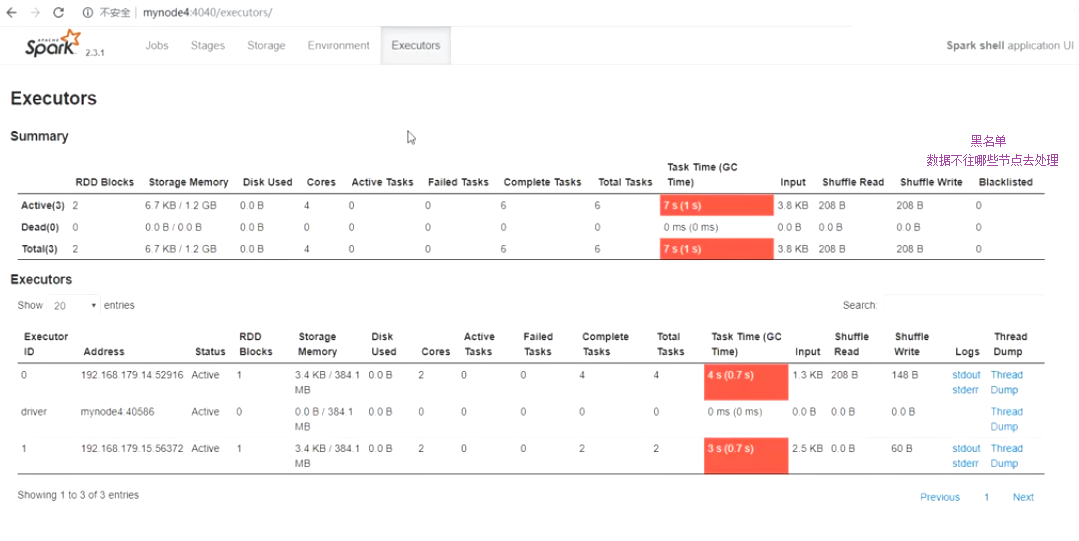 不安全 mynode4:4040/executors/
APACHE Spark 2.3.1 Jobs Stages Storage Environment Executors Spark shell application UI
Executors
Summary
黑名单
数据不往哪些节点去处理
RDD Blocks Storage Memory Disk Used Cores Active Tasks Failed Tasks Complete Tasks Total Tasks Task Time (GC Time) Input Shuffle Read Shuffle Write Blacklisted
Active(3) 2 6.7 KB / 1.2 GB 0.0 B 4 0 0 6 6 7 s (1 s) 3.8 KB 208 B 208 B 0
Dead(0) 0 0.0 B / 0.0 B 0.0 B 0 0 0 0 0 0 ms (0 ms) 0.0 B 0.0 B 0.0 B 0
Total(3) 2 6.7 KB / 1.2 GB 0.0 B 4 0 0 6 6 7 s (1 s) 3.8 KB 208 B 208 B 0
Executors
Show 20 entries Search:
Executor ID Address Status RDD Blocks Storage Memory Disk Used Cores Active Tasks Failed Tasks Complete Tasks Total Tasks Task Time (GC Time) Input Shuffle Read Shuffle Write Logs Thread Dump
0 192.168.179.14:52916 Active 1 3.4 KB / 384.1 MB 0.0 B 2 0 0 4 4 4 s (0.7 s) 1.3 KB 208 B 148 B stdout stderr Thread Dump
driver mynode4:40586 Active 0 0.0 B / 384.1 MB 0.0 B 0 0 0 0 0 0 ms (0 ms) 0.0 B 0.0 B 0.0 B Thread Dump
1 192.168.179.15:56372 Active 1 3.4 KB / 384.1 MB 0.0 B 2 0 0 2 2 3 s (0.7 s) 2.5 KB 0.0 B 60 B stdout stderr Thread Dump
Showing 1 to 3 of 3 entries
Previous 1 Next